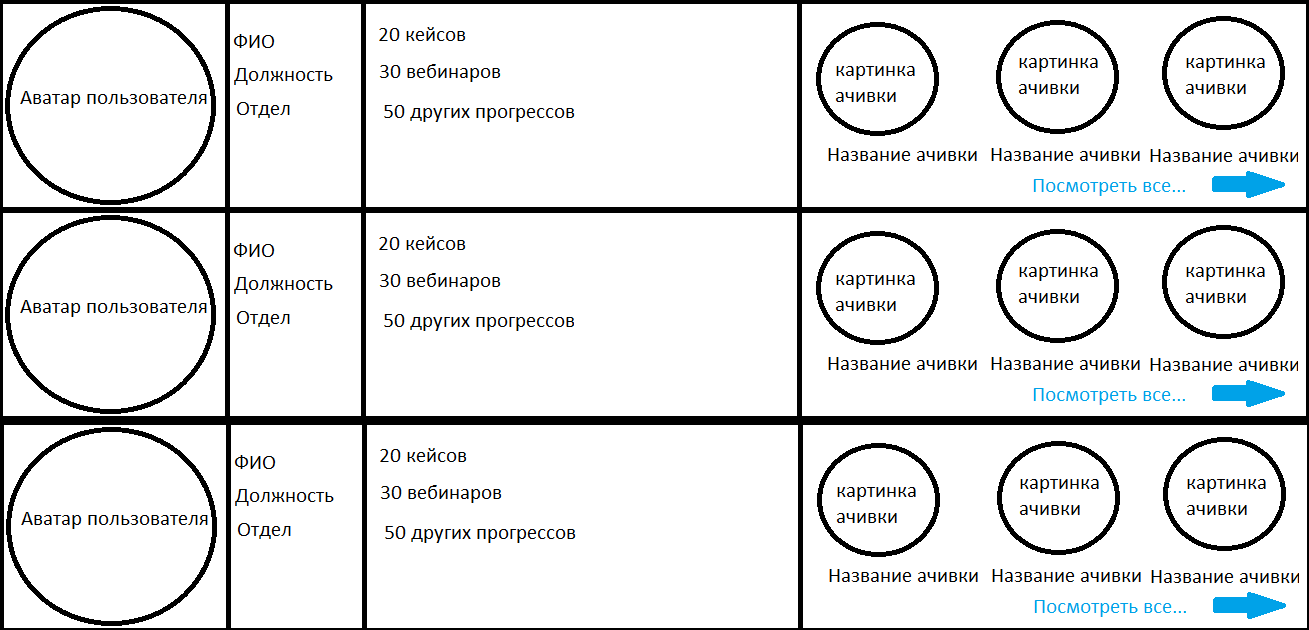 Аватар пользователя
ФИО
Должность
Отдел
20 кейсов
30 вебинаров
50 других прогрессов
картинка
ачивки
Название ачивки
картинка
ачивки
Название ачивки
картинка
ачивки
Название ачивки
Посмотреть все...
Аватар пользователя
ФИО
Должность
Отдел
20 кейсов
30 вебинаров
50 других прогрессов
картинка
ачивки
Название ачивки
картинка
ачивки
Название ачивки
картинка
ачивки
Название ачивки
Посмотреть все...
Аватар пользователя
ФИО
Должность
Отдел
20 кейсов
30 вебинаров
50 других прогрессов
картинка
ачивки
Название ачивки
картинка
ачивки
Название ачивки
картинка
ачивки
Название ачивки
Посмотреть все...